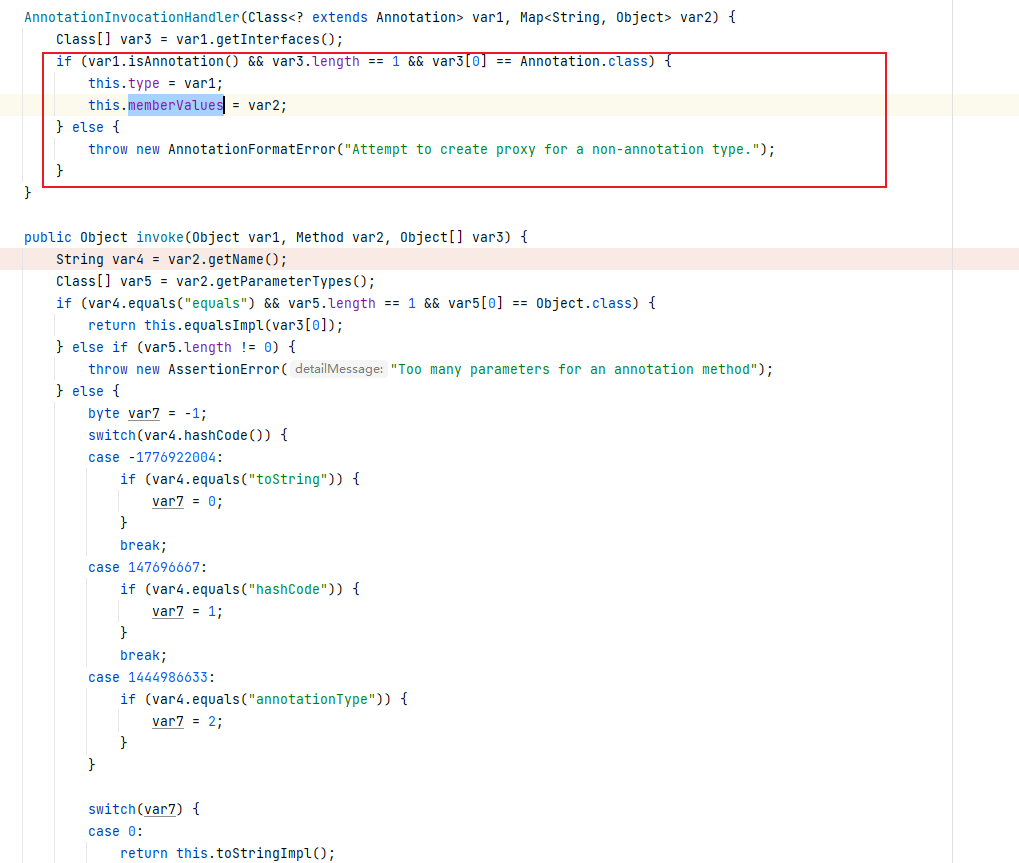 AnnotationInvocationHandler(Class<? extends Annotation> var1, Map<String, Object> var2) {
    Class[] var3 = var1.getInterfaces();
    if (var1.isAnnotation() && var3.length == 1 && var3[0] == Annotation.class) {
        this.type = var1;
        this.memberValues = var2;
    } else {
        throw new AnnotationFormatError("Attempt to create proxy for a non-annotation type.");
    }
}

public Object invoke(Object var1, Method var2, Object[] var3) {
    String var4 = var2.getName();
    Class[] var5 = var2.getParameterTypes();
    if (var4.equals("equals") && var5.length == 1 && var5[0] == Object.class) {
        return this.equalsImpl(var3[0]);
    } else if (var5.length != 0) {
        throw new AssertionError( detailMessage: "Too many parameters for an annotation method");
    } else {
        byte var7 = -1;
        switch(var4.hashCode()) {
        case -1776922004:
            if (var4.equals("toString")) {
                var7 = 0;
            }
            break;
        case 147696667:
            if (var4.equals("hashCode")) {
                var7 = 1;
            }
            break;
        case 1444986633:
            if (var4.equals("annotationType")) {
                var7 = 2;
            }
        }

        switch(var7) {
        case 0:
            return this.toStringImpl();